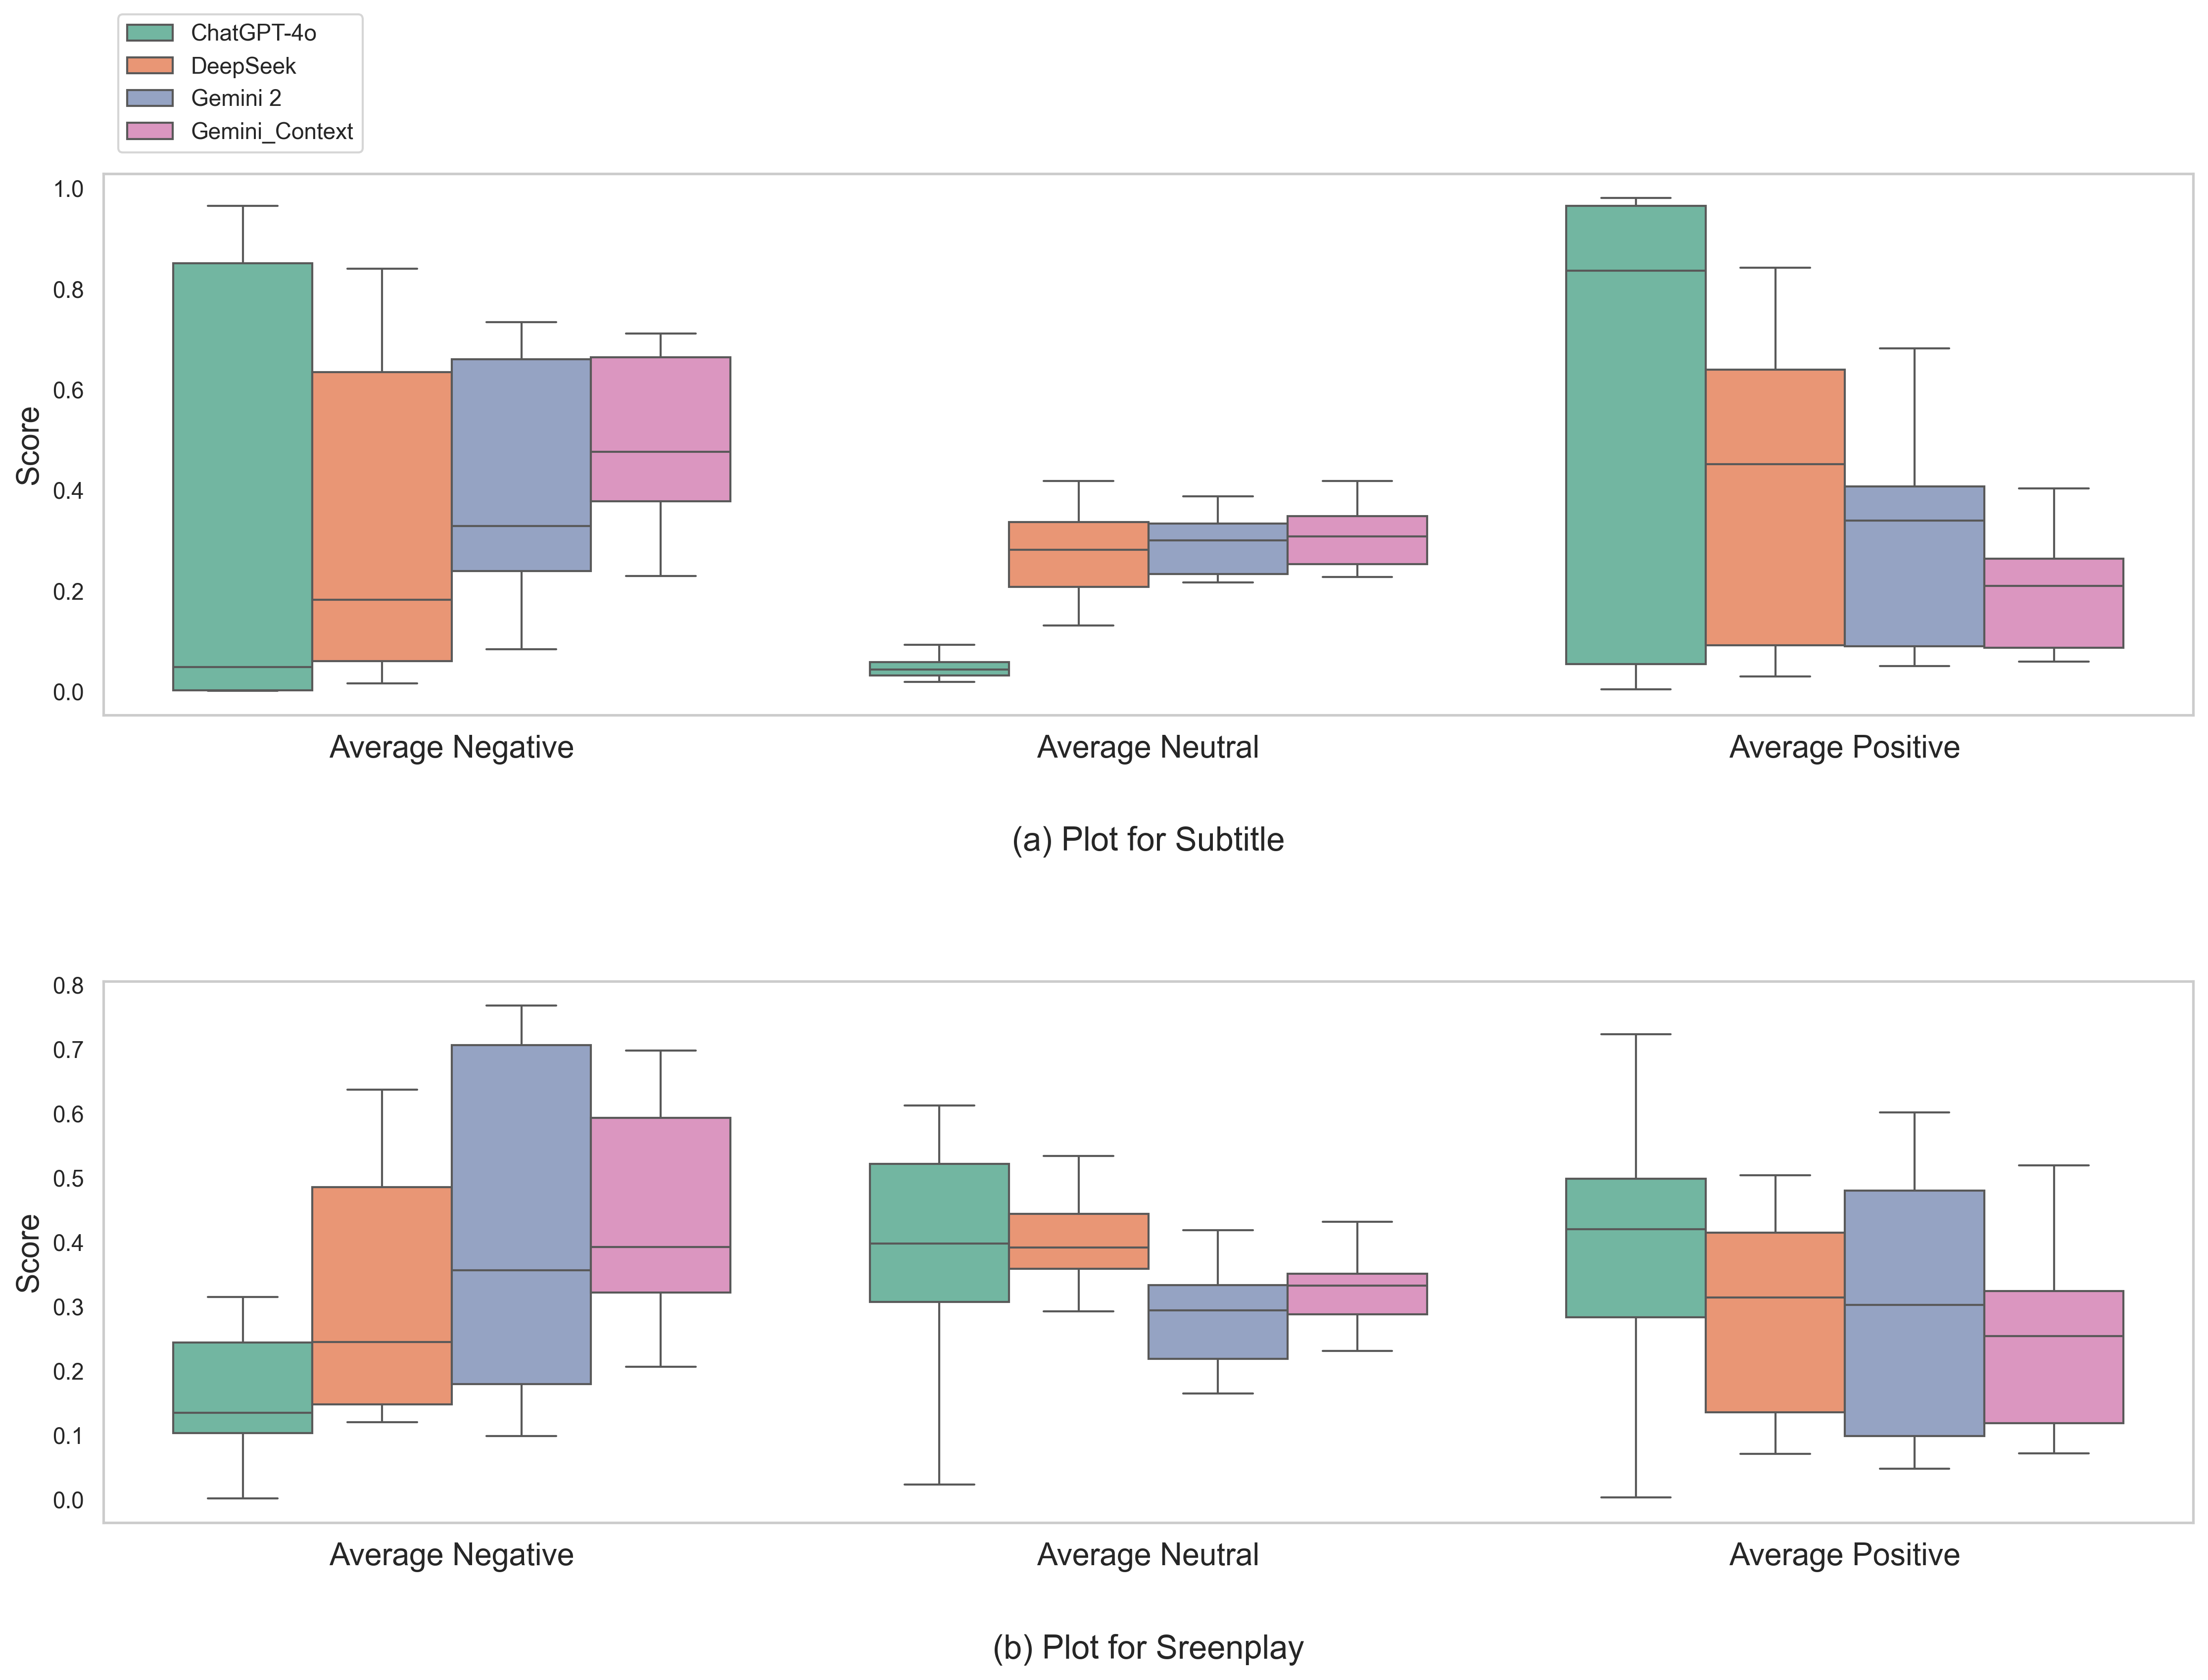 ChatGPT-4o
DeepSeek
Gemini 2
Gemini_Context
1.0
0.8
0.6
0.4
0.2
0.0
Score
Average Negative Average Neutral Average Positive
(a) Plot for Subtitle
0.8
0.7
0.6
0.5
0.4
0.3
0.2
0.1
0.0
Score
Average Negative Average Neutral Average Positive
(b) Plot for Sreenplay